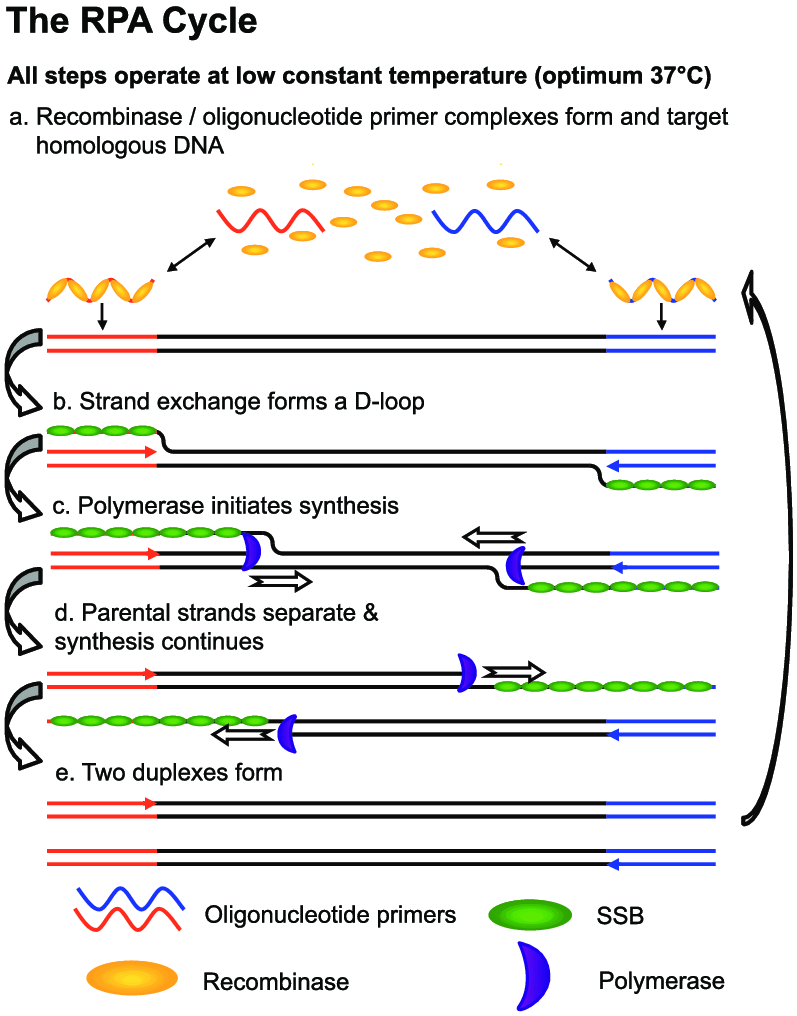 The RPA Cycle
All steps operate at low constant temperature (optimum 37°C)
a. Recombinase / oligonucleotide primer complexes form and target
homologous DNA
b. Strand exchange forms a D-loop
c. Polymerase initiates synthesis
d. Parental strands separate &
synthesis continues
e. Two duplexes form
Oligonucleotide primers
SSB
Recombinase
Polymerase